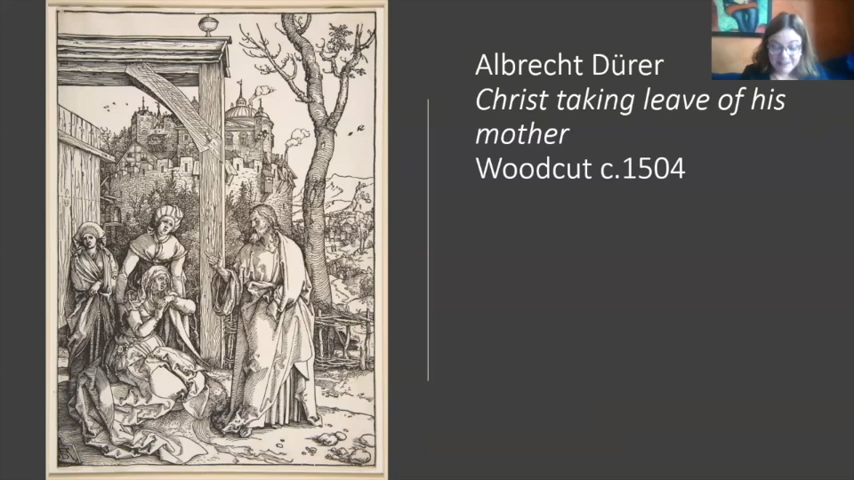 Albrecht Dürer
Christ taking leave of his
mother
Woodcut c.1504